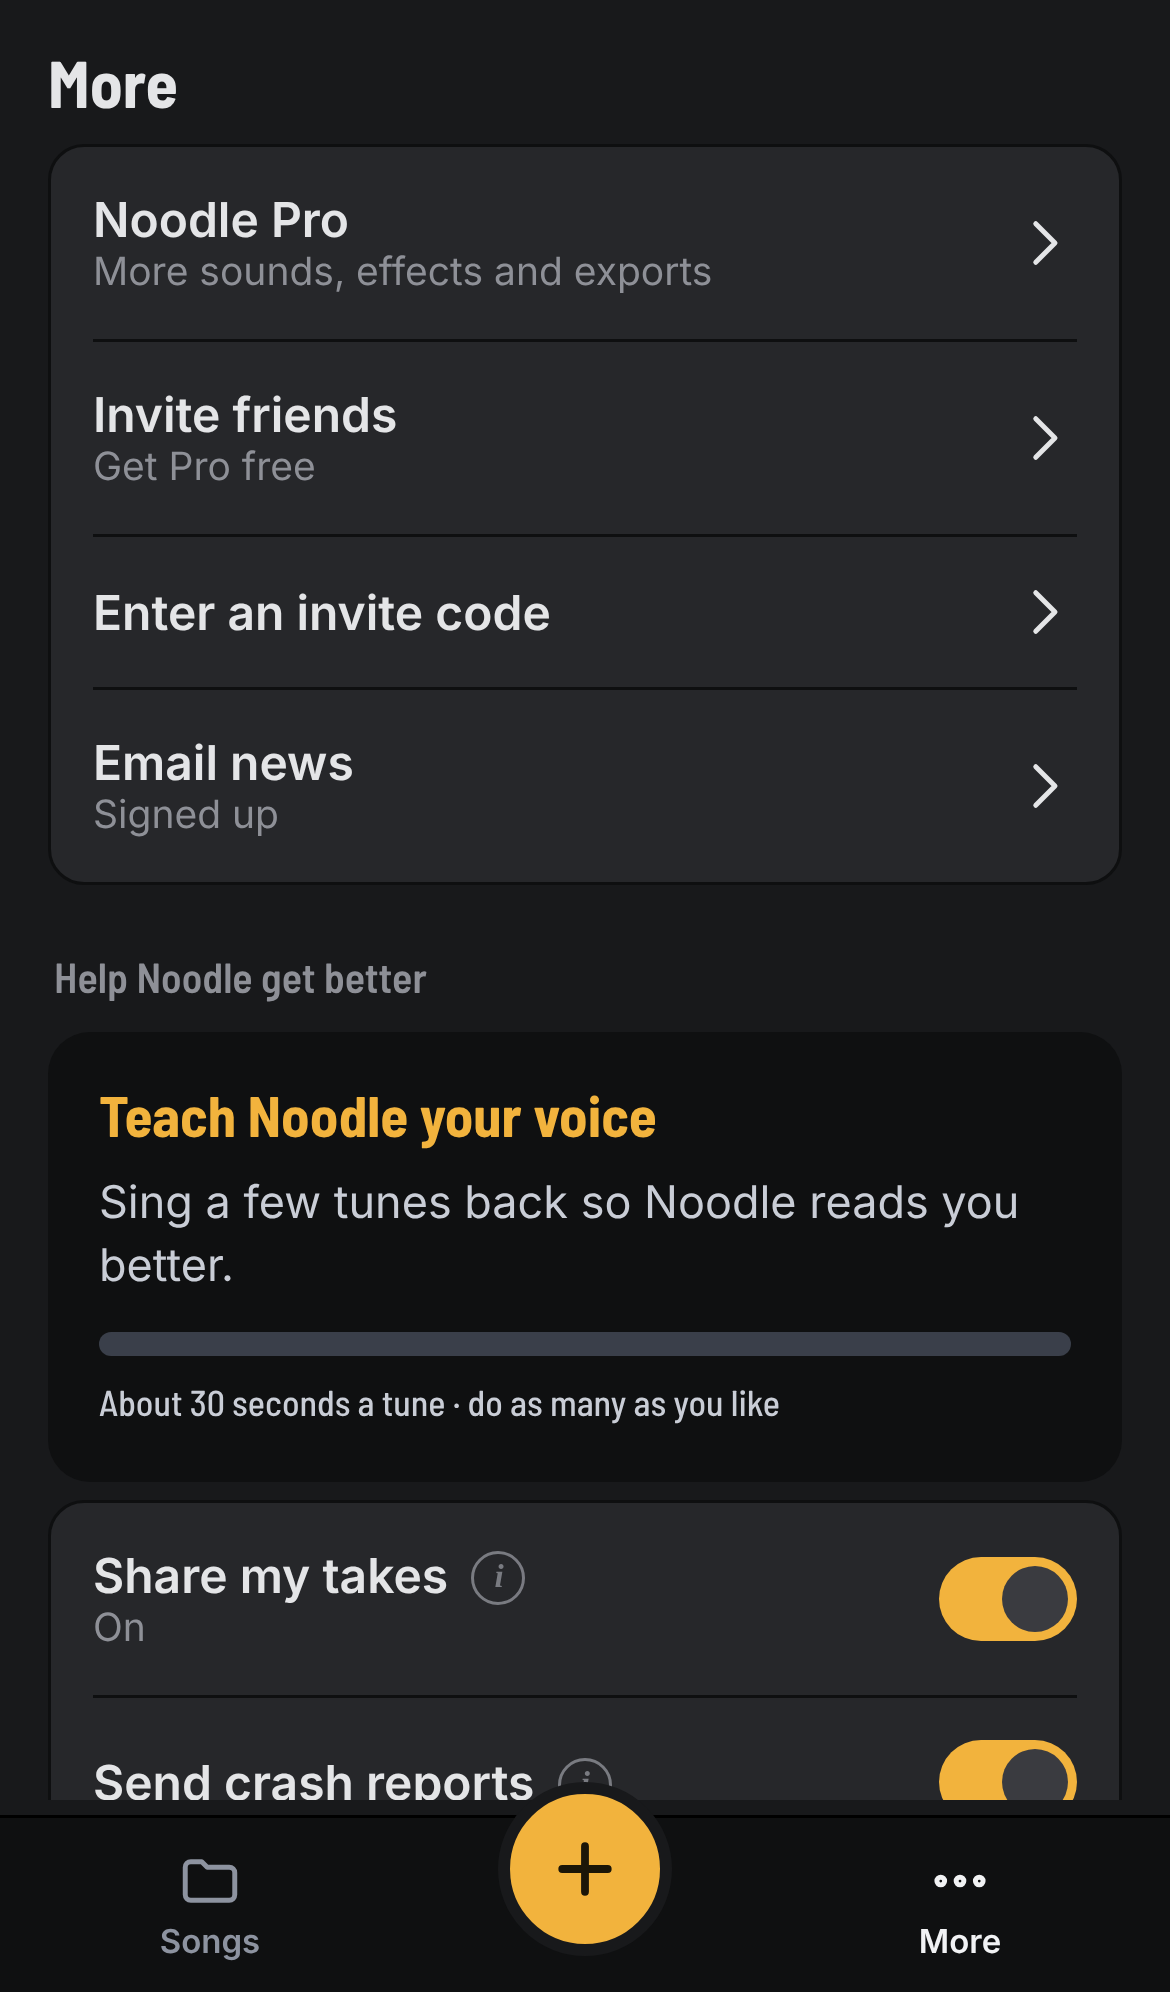 More
Noodle Pro
More sounds, effects and exports
Invite friends
Get Pro free
Enter an invite code
Email news
Signed up
Help Noodle get better
Teach Noodle your voice
Sing a few tunes back so Noodle reads you
better.
About 30 seconds a tune · do as many as you like
Share my takes i
On
Send crash reports i
Songs
More